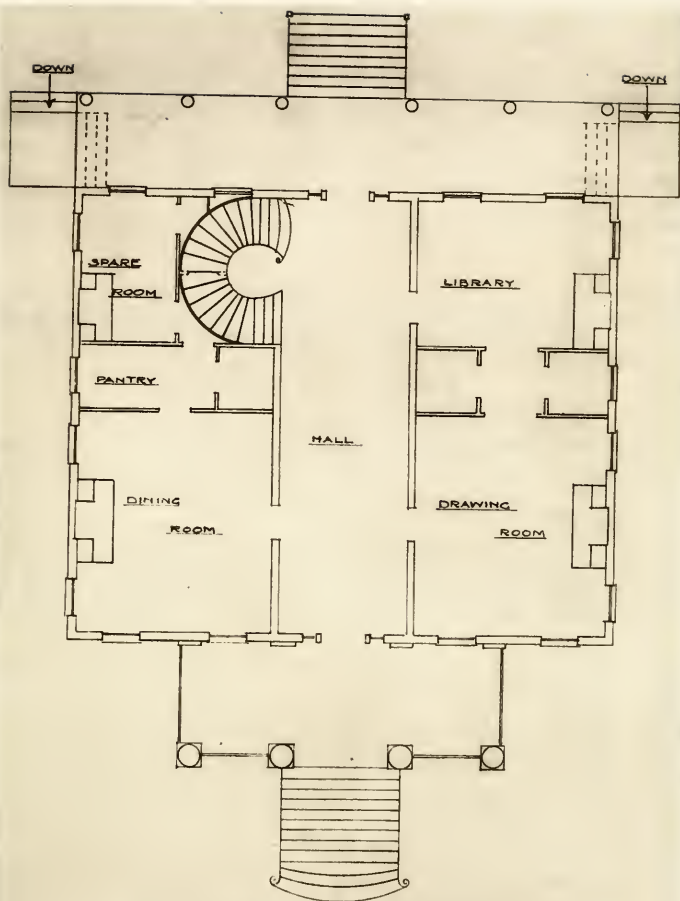 DOWN
DOWN
SPARE
ROOM
LIBRARY
PANTRY
HALL
DINING
ROOM
DRAWING
ROOM